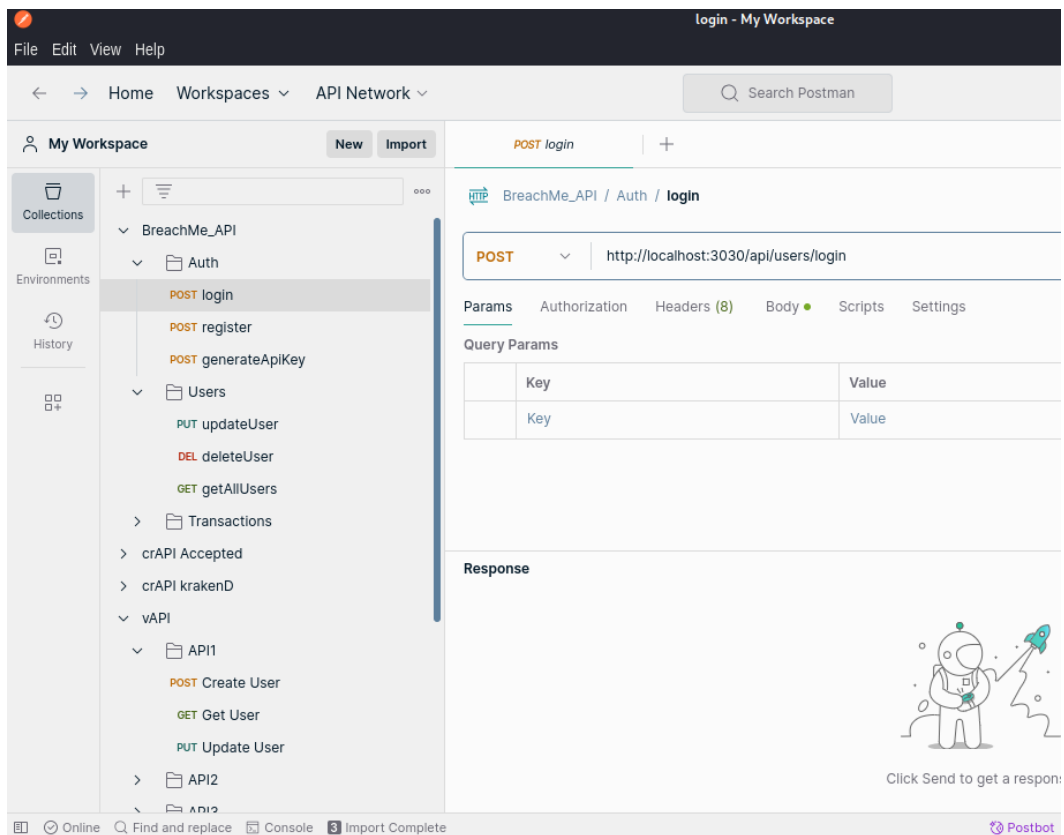 login - My Workspace
File Edit View Help
Home Workspaces API Network
Search Postman
My Workspace
New Import
POST login
Collections
Environments
History
BreachMe_API
Auth
POST login
POST register
POST generateApiKey
Users
PUT updateUser
DEL deleteUser
GET getAllUsers
Transactions
crAPI Accepted
crAPI krakenD
vAPI
API1
POST Create User
GET Get User
PUT Update User
API2
API3
HTTP BreachMe_API / Auth / login
POST http://localhost:3030/api/users/login
Params Authorization Headers (8) Body Scripts Settings
Query Params
Key Value
Key Value
Response
Click Send to get a respons
Online Find and replace Console 3 Import Complete
Postbot